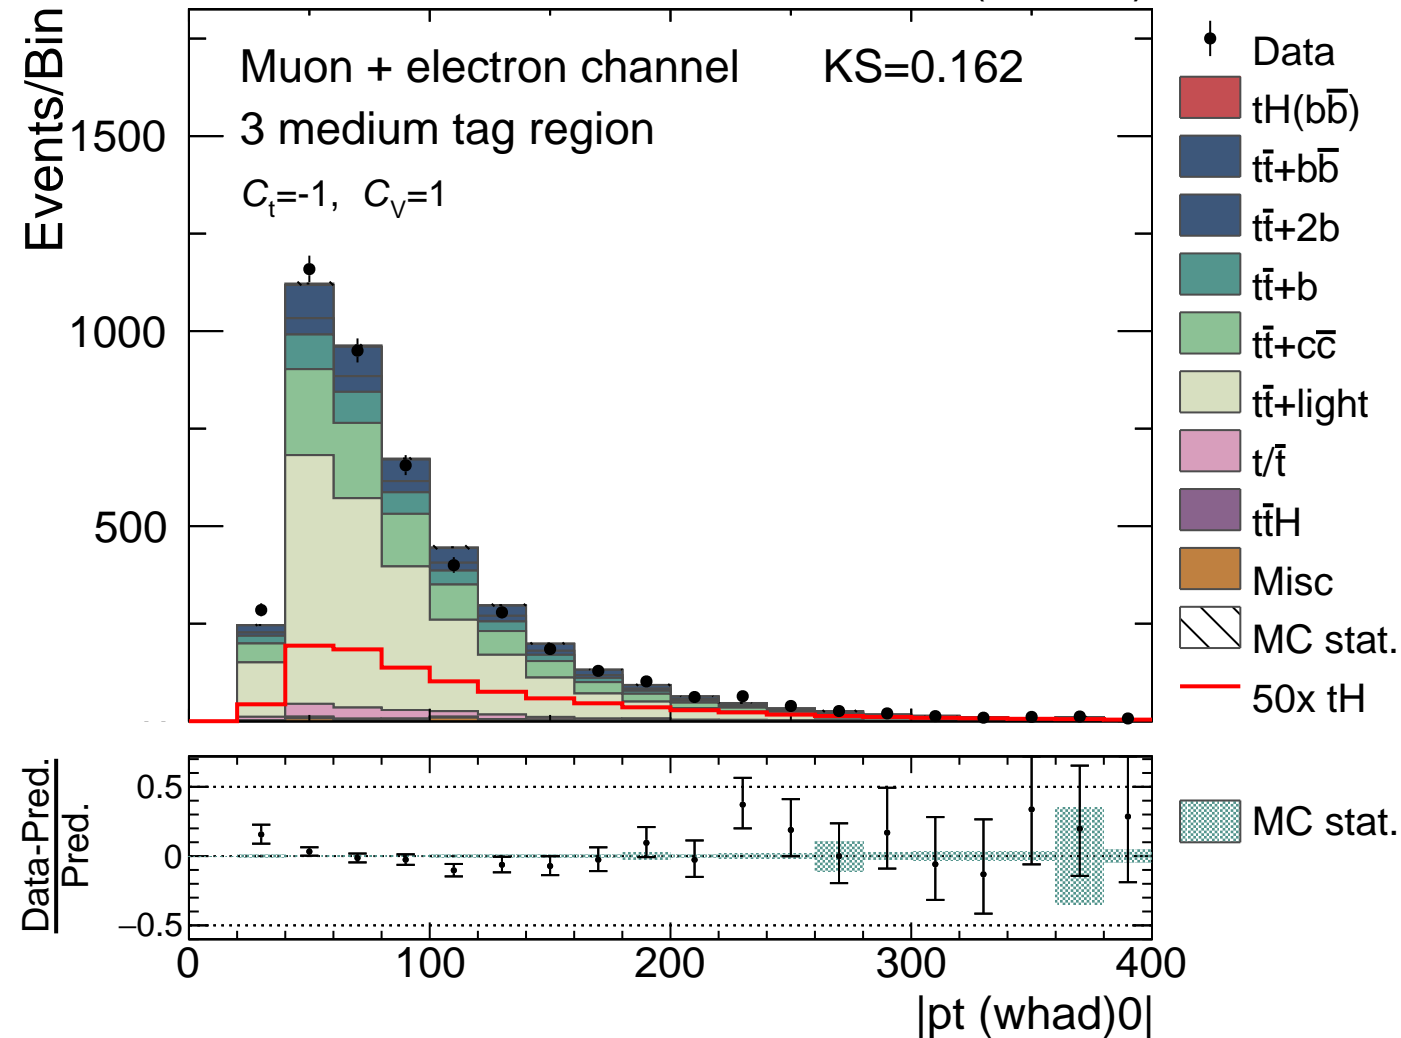 Events/Bin
1500
1000
500
Muon + electron channel KS=0.162
3 medium tag region
Ct=-1, CV=1
Data
tH(bb̄)
tt̄+bb̄
tt̄+2b
tt̄+b
tt̄+cc̄
tt̄+light
t/t̄
tt̄H
Misc
MC stat.
50x tH
Data-Pred.
Pred.
0.5
0
−0.5
MC stat.
0 100 200 300 400
|pt (whad)0|